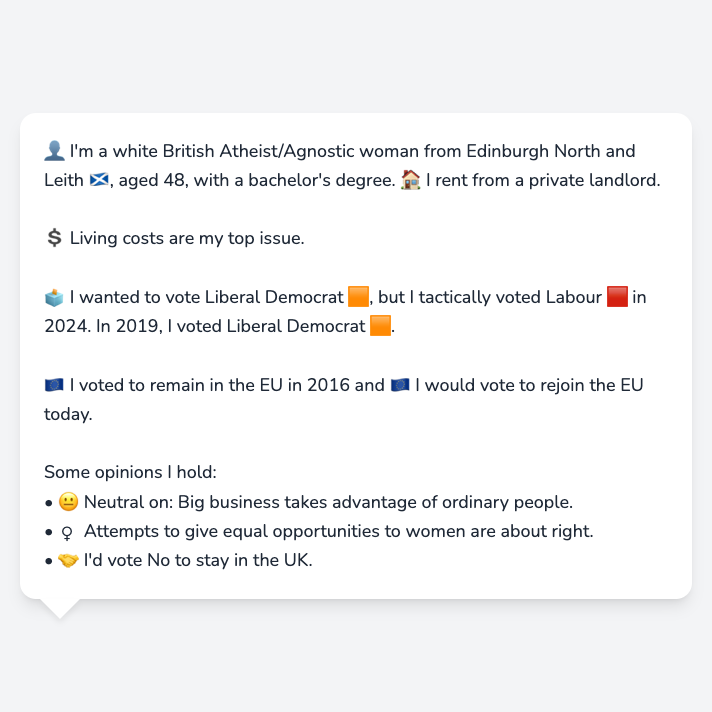 👤 I'm a white British Atheist/Agnostic woman from Edinburgh North and
Leith 🏴󠁧󠁢󠁳󠁣󠁴󠁿, aged 48, with a bachelor's degree. 🏠 I rent from a private landlord.
💲 Living costs are my top issue.
🗳️ I wanted to vote Liberal Democrat 🟧, but I tactically voted Labour 🟥 in
2024. In 2019, I voted Liberal Democrat 🟧.
🇪🇺 I voted to remain in the EU in 2016 and 🇪🇺 I would vote to rejoin the EU
today.
Some opinions I hold:
• 😐 Neutral on: Big business takes advantage of ordinary people.
• ♀ Attempts to give equal opportunities to women are about right.
• 🤝 I'd vote No to stay in the UK.